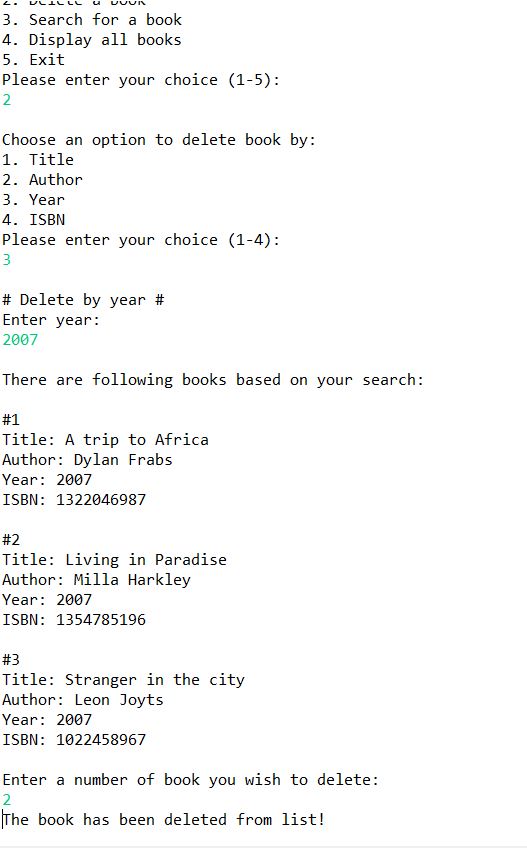 2. Delete a book
3. Search for a book
4. Display all books
5. Exit
Please enter your choice (1-5):
2
Choose an option to delete book by:
1. Title
2. Author
3. Year
4. ISBN
Please enter your choice (1-4):
3
# Delete by year #
Enter year:
2007
There are following books based on your search:
#1
Title: A trip to Africa
Author: Dylan Frabs
Year: 2007
ISBN: 1322046987
#2
Title: Living in Paradise
Author: Milla Harkley
Year: 2007
ISBN: 1354785196
#3
Title: Stranger in the city
Author: Leon Joyts
Year: 2007
ISBN: 1022458967
Enter a number of book you wish to delete:
2
The book has been deleted from list!